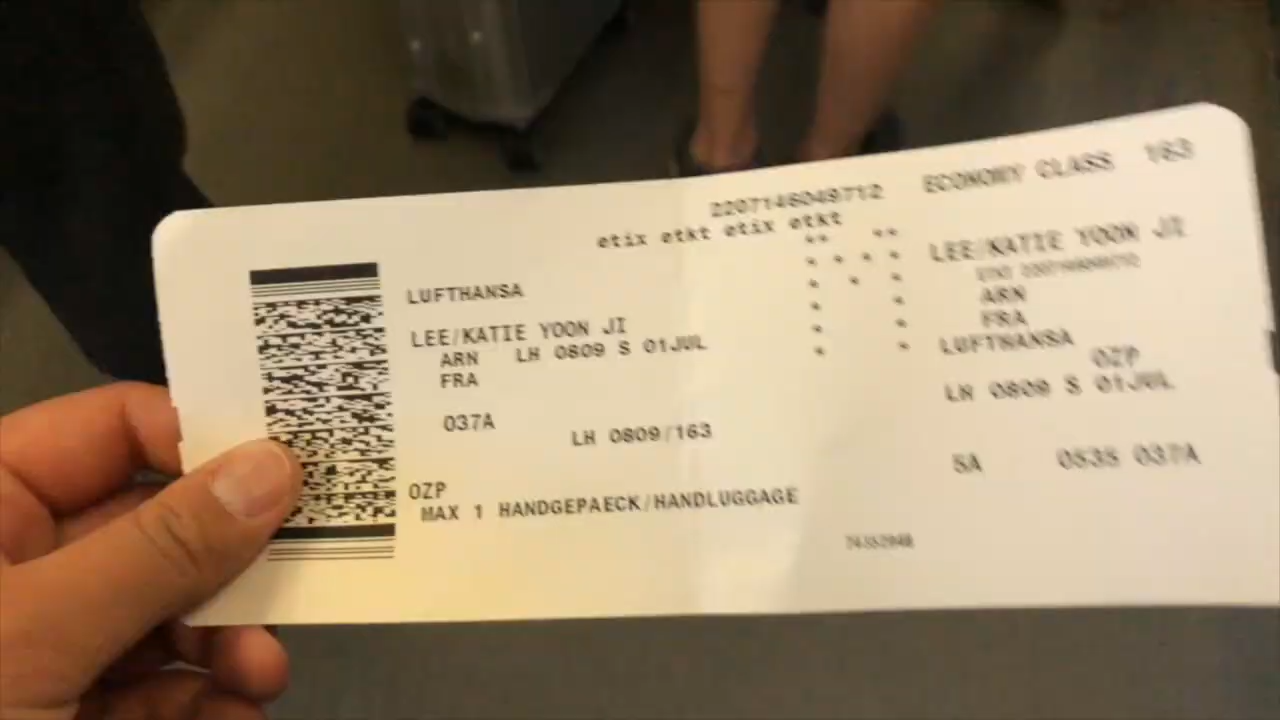 2207146049712
etix etkt etix etkt
LUFTHANSA
LEE/KATIE YOON JI
ARN LH 0809 S 01JUL
FRA
037A
LH 0809/163
OZP
MAX 1 HANDGEPAECK/HANDLUGGAGE
ECONOMY CLASS 163
LEE/KATIE YOON JI
ARN
FRA
LUFTHANSA
OZP
LH 0809 S 01JUL
5A 0535 037A